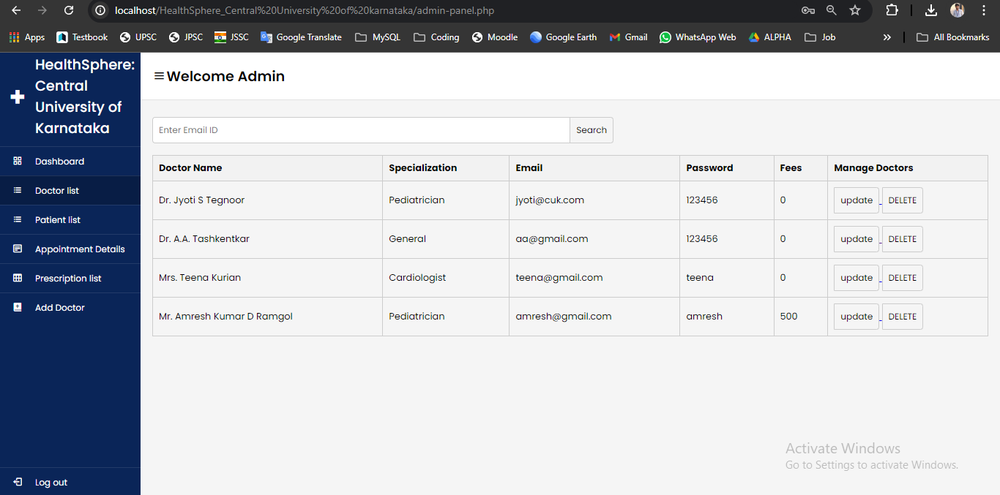 localhost/HealthSphere_Central%20University%20of%20karnataka/admin-panel.php
Apps Testbook UPSC JPSC JSSC Google Translate MySQL Coding Moodle Google Earth Gmail WhatsApp Web ALPHA Job » All Bookmarks
HealthSphere:
Central
University of
Karnataka
Dashboard
Doctor list
Patient list
Appointment Details
Prescription list
Add Doctor
Log out
Welcome Admin
Enter Email ID Search
Doctor Name Specialization Email Password Fees Manage Doctors
Dr. Jyoti S Tegnoor Pediatrician jyoti@cuk.com 123456 0 update DELETE
Dr. A.A. Tashkentkar General aa@gmail.com 123456 0 update DELETE
Mrs. Teena Kurian Cardiologist teena@gmail.com teena 0 update DELETE
Mr. Amresh Kumar D Ramgol Pediatrician amresh@gmail.com amresh 500 update DELETE
Activate Windows
Go to Settings to activate Windows.